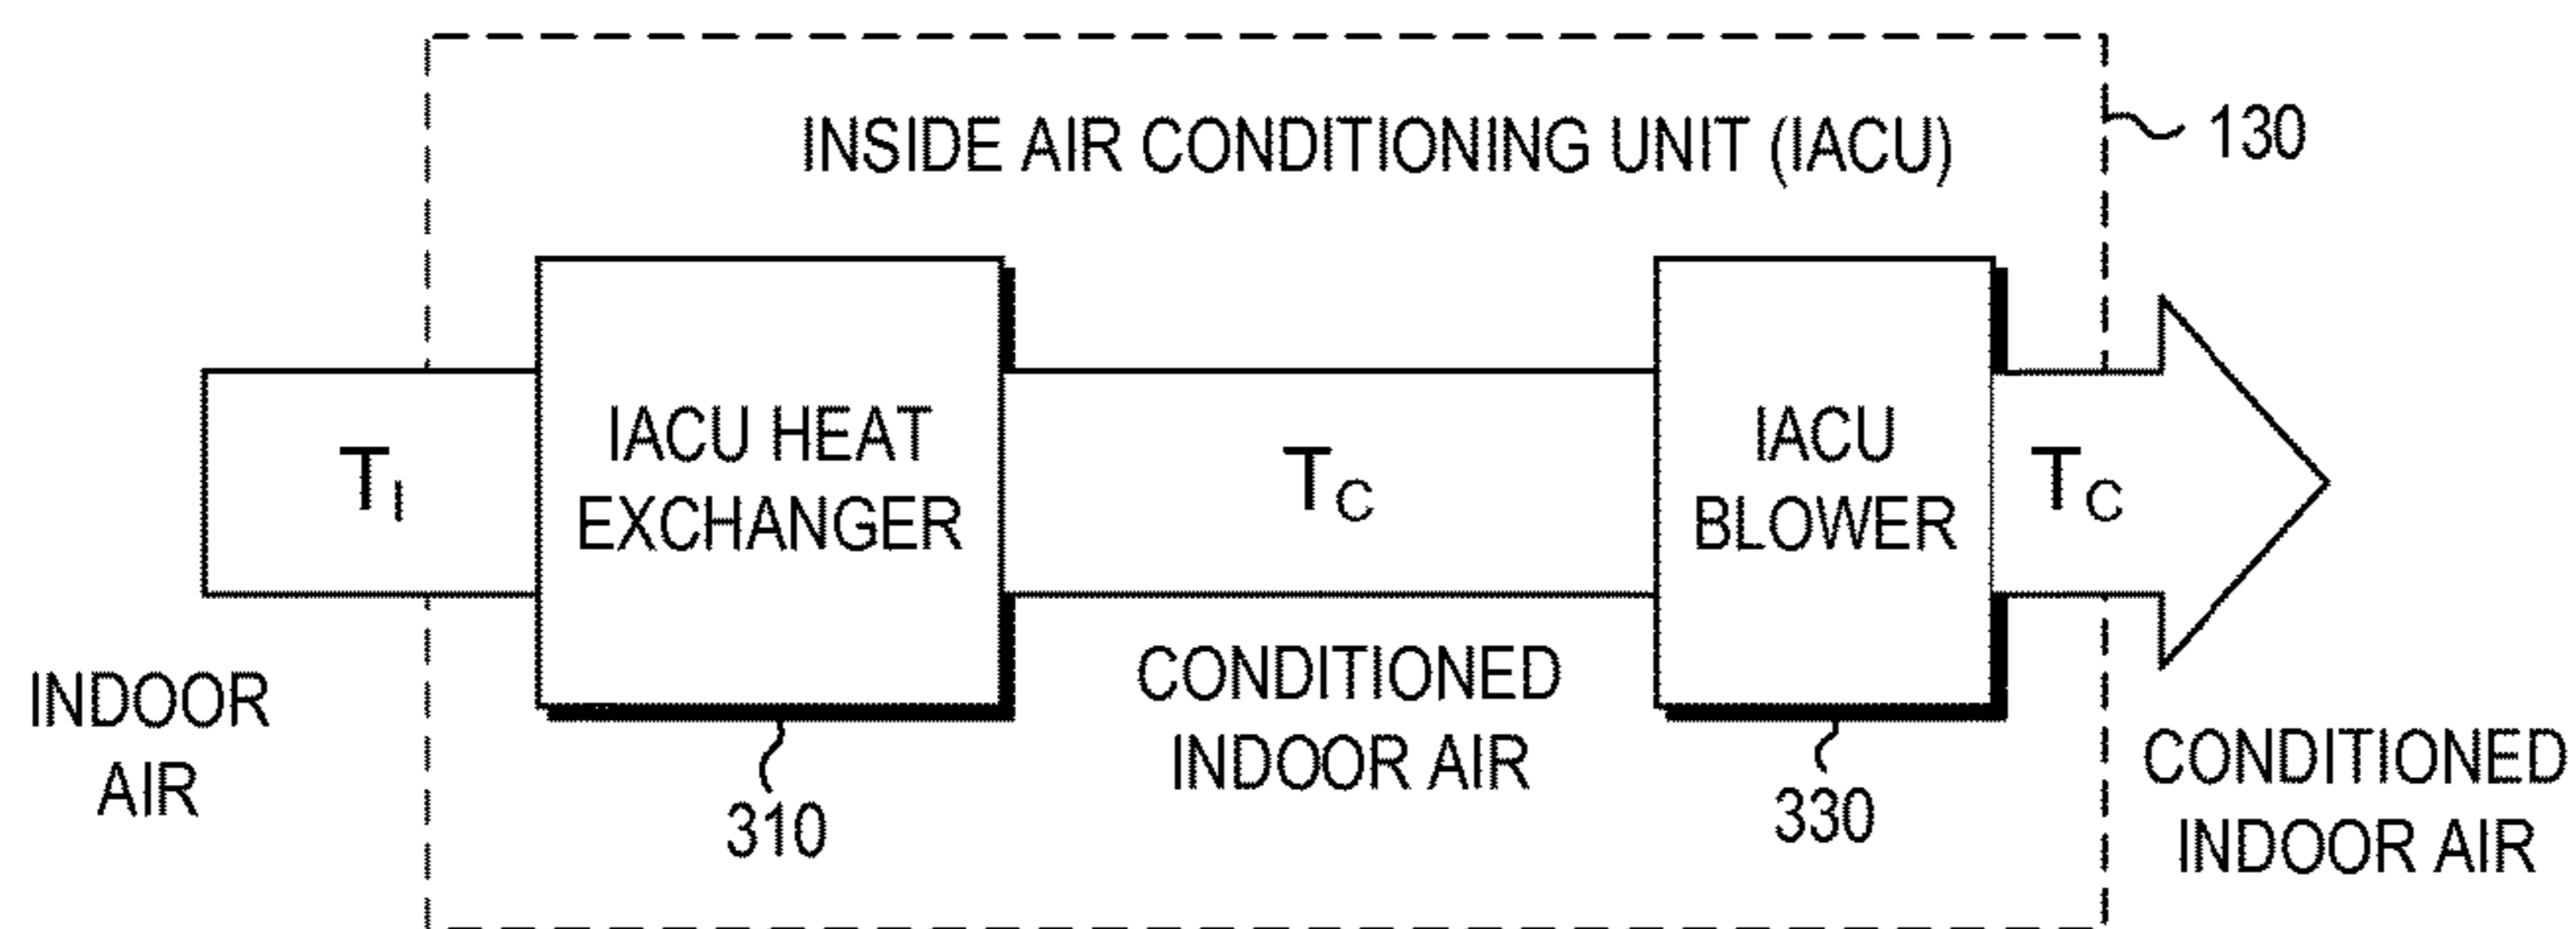 INSIDE AIR CONDITIONING UNIT (IACU)
130
T_I
IACU HEAT
EXCHANGER
T_C
IACU
BLOWER
T_C
INDOOR
AIR
310
CONDITIONED
INDOOR AIR
330
CONDITIONED
INDOOR AIR